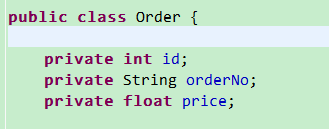 public class Order {
private int id;
private String orderNo;
private float price;